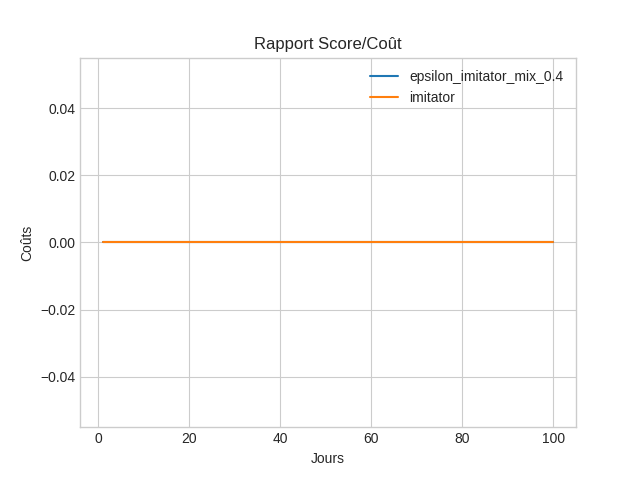 Rapport Score/Coût
epsilon_imitator_mix_0.4
imitator
0.04
0.02
0.00
−0.02
−0.04
Coûts
0 20 40 60 80 100
Jours